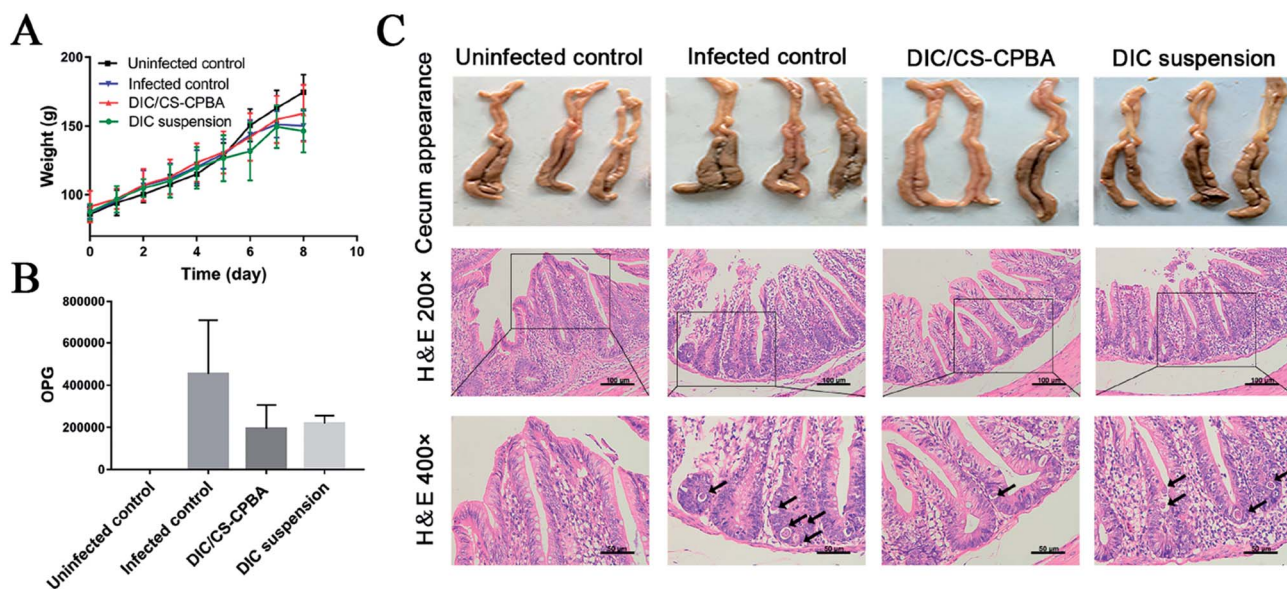 A
200
150
100
Weight (g)
0
2
4
6
8
10
Time (day)
Uninfected control
Infected control
DIC/CS-CPBA
DIC suspension
B
800000
600000
400000
200000
0
OPG
Uninfected control
Infected control
DIC/CS-CPBA
DIC suspension
C
Uninfected control
Infected control
DIC/CS-CPBA
DIC suspension
Cecum appearance
H&E 200×
100 μm
100 μm
100 μm
100 μm
H&E 400×
50 μm
50 μm
50 μm
50 μm